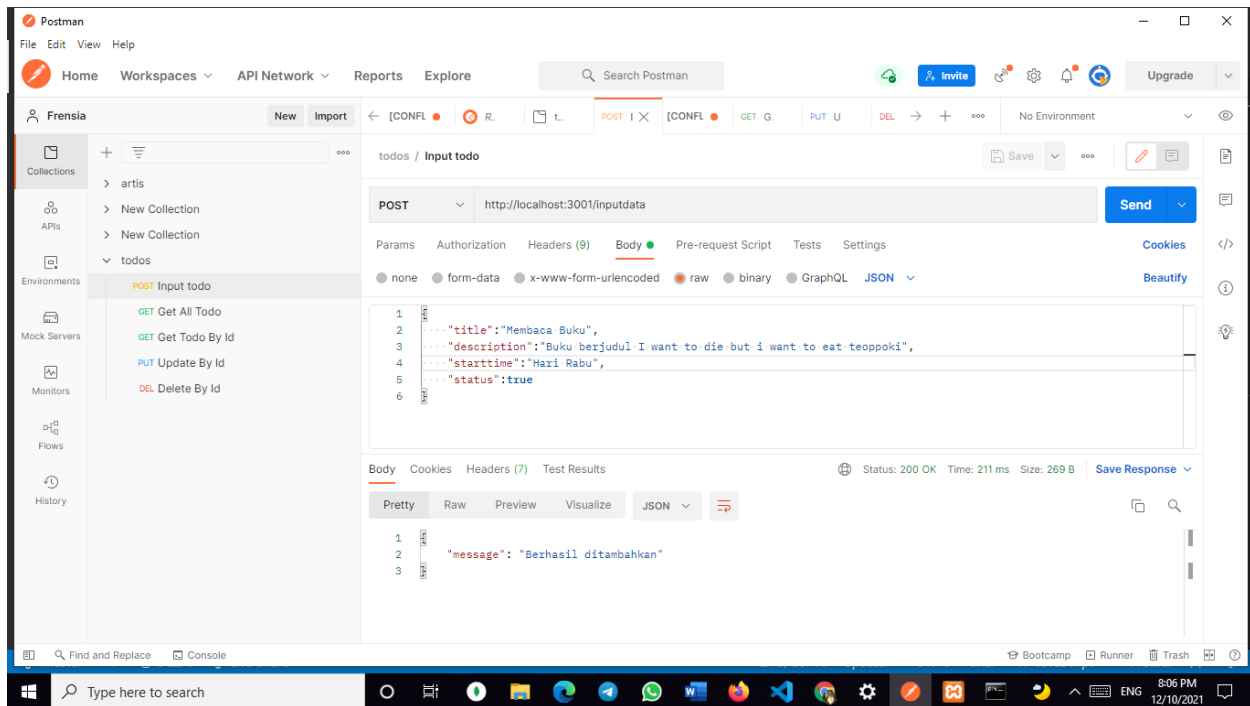 Postman
File Edit View Help
Home Workspaces API Network Reports Explore Search Postman Invite Upgrade
Frensia New Import [CONFL R. t.. POST I [CONFL GET G. PUT U DEL No Environment
Collections
APIs
Environments
Mock Servers
Monitors
Flows
History
artis
New Collection
New Collection
todos
POST Input todo
GET Get All Todo
GET Get Todo By Id
PUT Update By Id
DEL Delete By Id
todos / Input todo Save
POST http://localhost:3001/inputdata Send
Params Authorization Headers (9) Body Pre-request Script Tests Settings Cookies
none form-data x-www-form-urlencoded raw binary GraphQL JSON Beautify
1 {
2 "title":"Membaca Buku",
3 "description":"Buku berjudul I want to die but i want to eat teoppoki",
4 "starttime":"Hari Rabu",
5 "status":true
6 }
Body Cookies Headers (7) Test Results Status: 200 OK Time: 211 ms Size: 269 B Save Response
Pretty Raw Preview Visualize JSON
1 {
2 "message": "Berhasil ditambahkan"
3 }
Find and Replace Console Bootcamp Runner Trash
Type here to search ENG 8:06 PM
12/10/2021